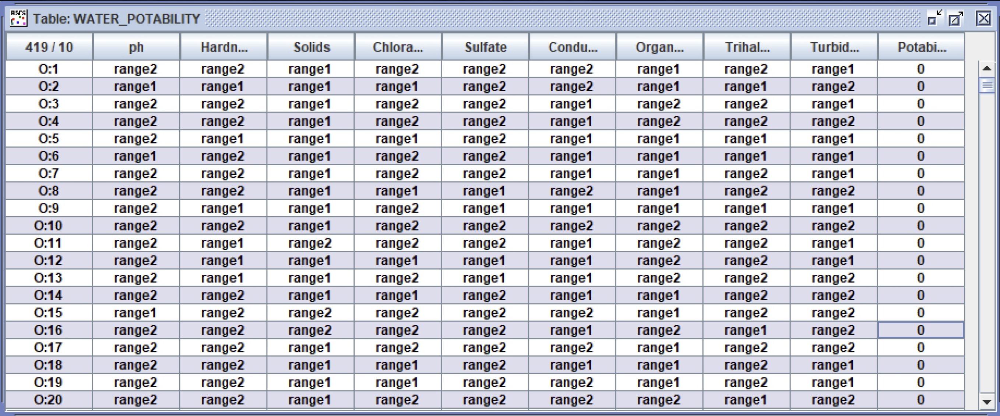 Table: WATER_POTABILITY
419 / 10 ph Hardn... Solids Chlora... Sulfate Condu... Organ... Trihal... Turbid... Potabi...
O:1 range2 range2 range1 range2 range2 range2 range1 range2 range1 0
O:2 range1 range1 range1 range1 range2 range2 range1 range1 range2 0
O:3 range2 range2 range1 range2 range2 range1 range2 range2 range1 0
O:4 range2 range2 range1 range2 range2 range1 range2 range2 range2 0
O:5 range2 range1 range1 range1 range2 range1 range1 range1 range1 0
O:6 range1 range2 range1 range2 range2 range1 range1 range1 range1 0
O:7 range2 range2 range1 range2 range2 range1 range1 range2 range1 0
O:8 range2 range2 range1 range1 range1 range2 range1 range2 range2 0
O:9 range2 range1 range1 range2 range1 range1 range1 range1 range1 0
O:10 range2 range2 range1 range2 range2 range2 range2 range2 range2 0
O:11 range2 range1 range2 range2 range2 range1 range2 range2 range1 0
O:12 range2 range1 range1 range1 range1 range1 range2 range2 range1 0
O:13 range2 range1 range1 range2 range1 range1 range2 range2 range2 0
O:14 range2 range2 range1 range1 range2 range1 range1 range2 range2 0
O:15 range1 range2 range2 range2 range2 range2 range1 range2 range2 0
O:16 range2 range2 range2 range2 range2 range1 range2 range1 range2 0
O:17 range2 range2 range1 range2 range2 range2 range1 range2 range2 0
O:18 range2 range2 range1 range1 range2 range1 range1 range2 range1 0
O:19 range2 range2 range1 range1 range2 range2 range1 range2 range1 0
O:20 range2 range2 range1 range2 range2 range2 range2 range1 range2 0